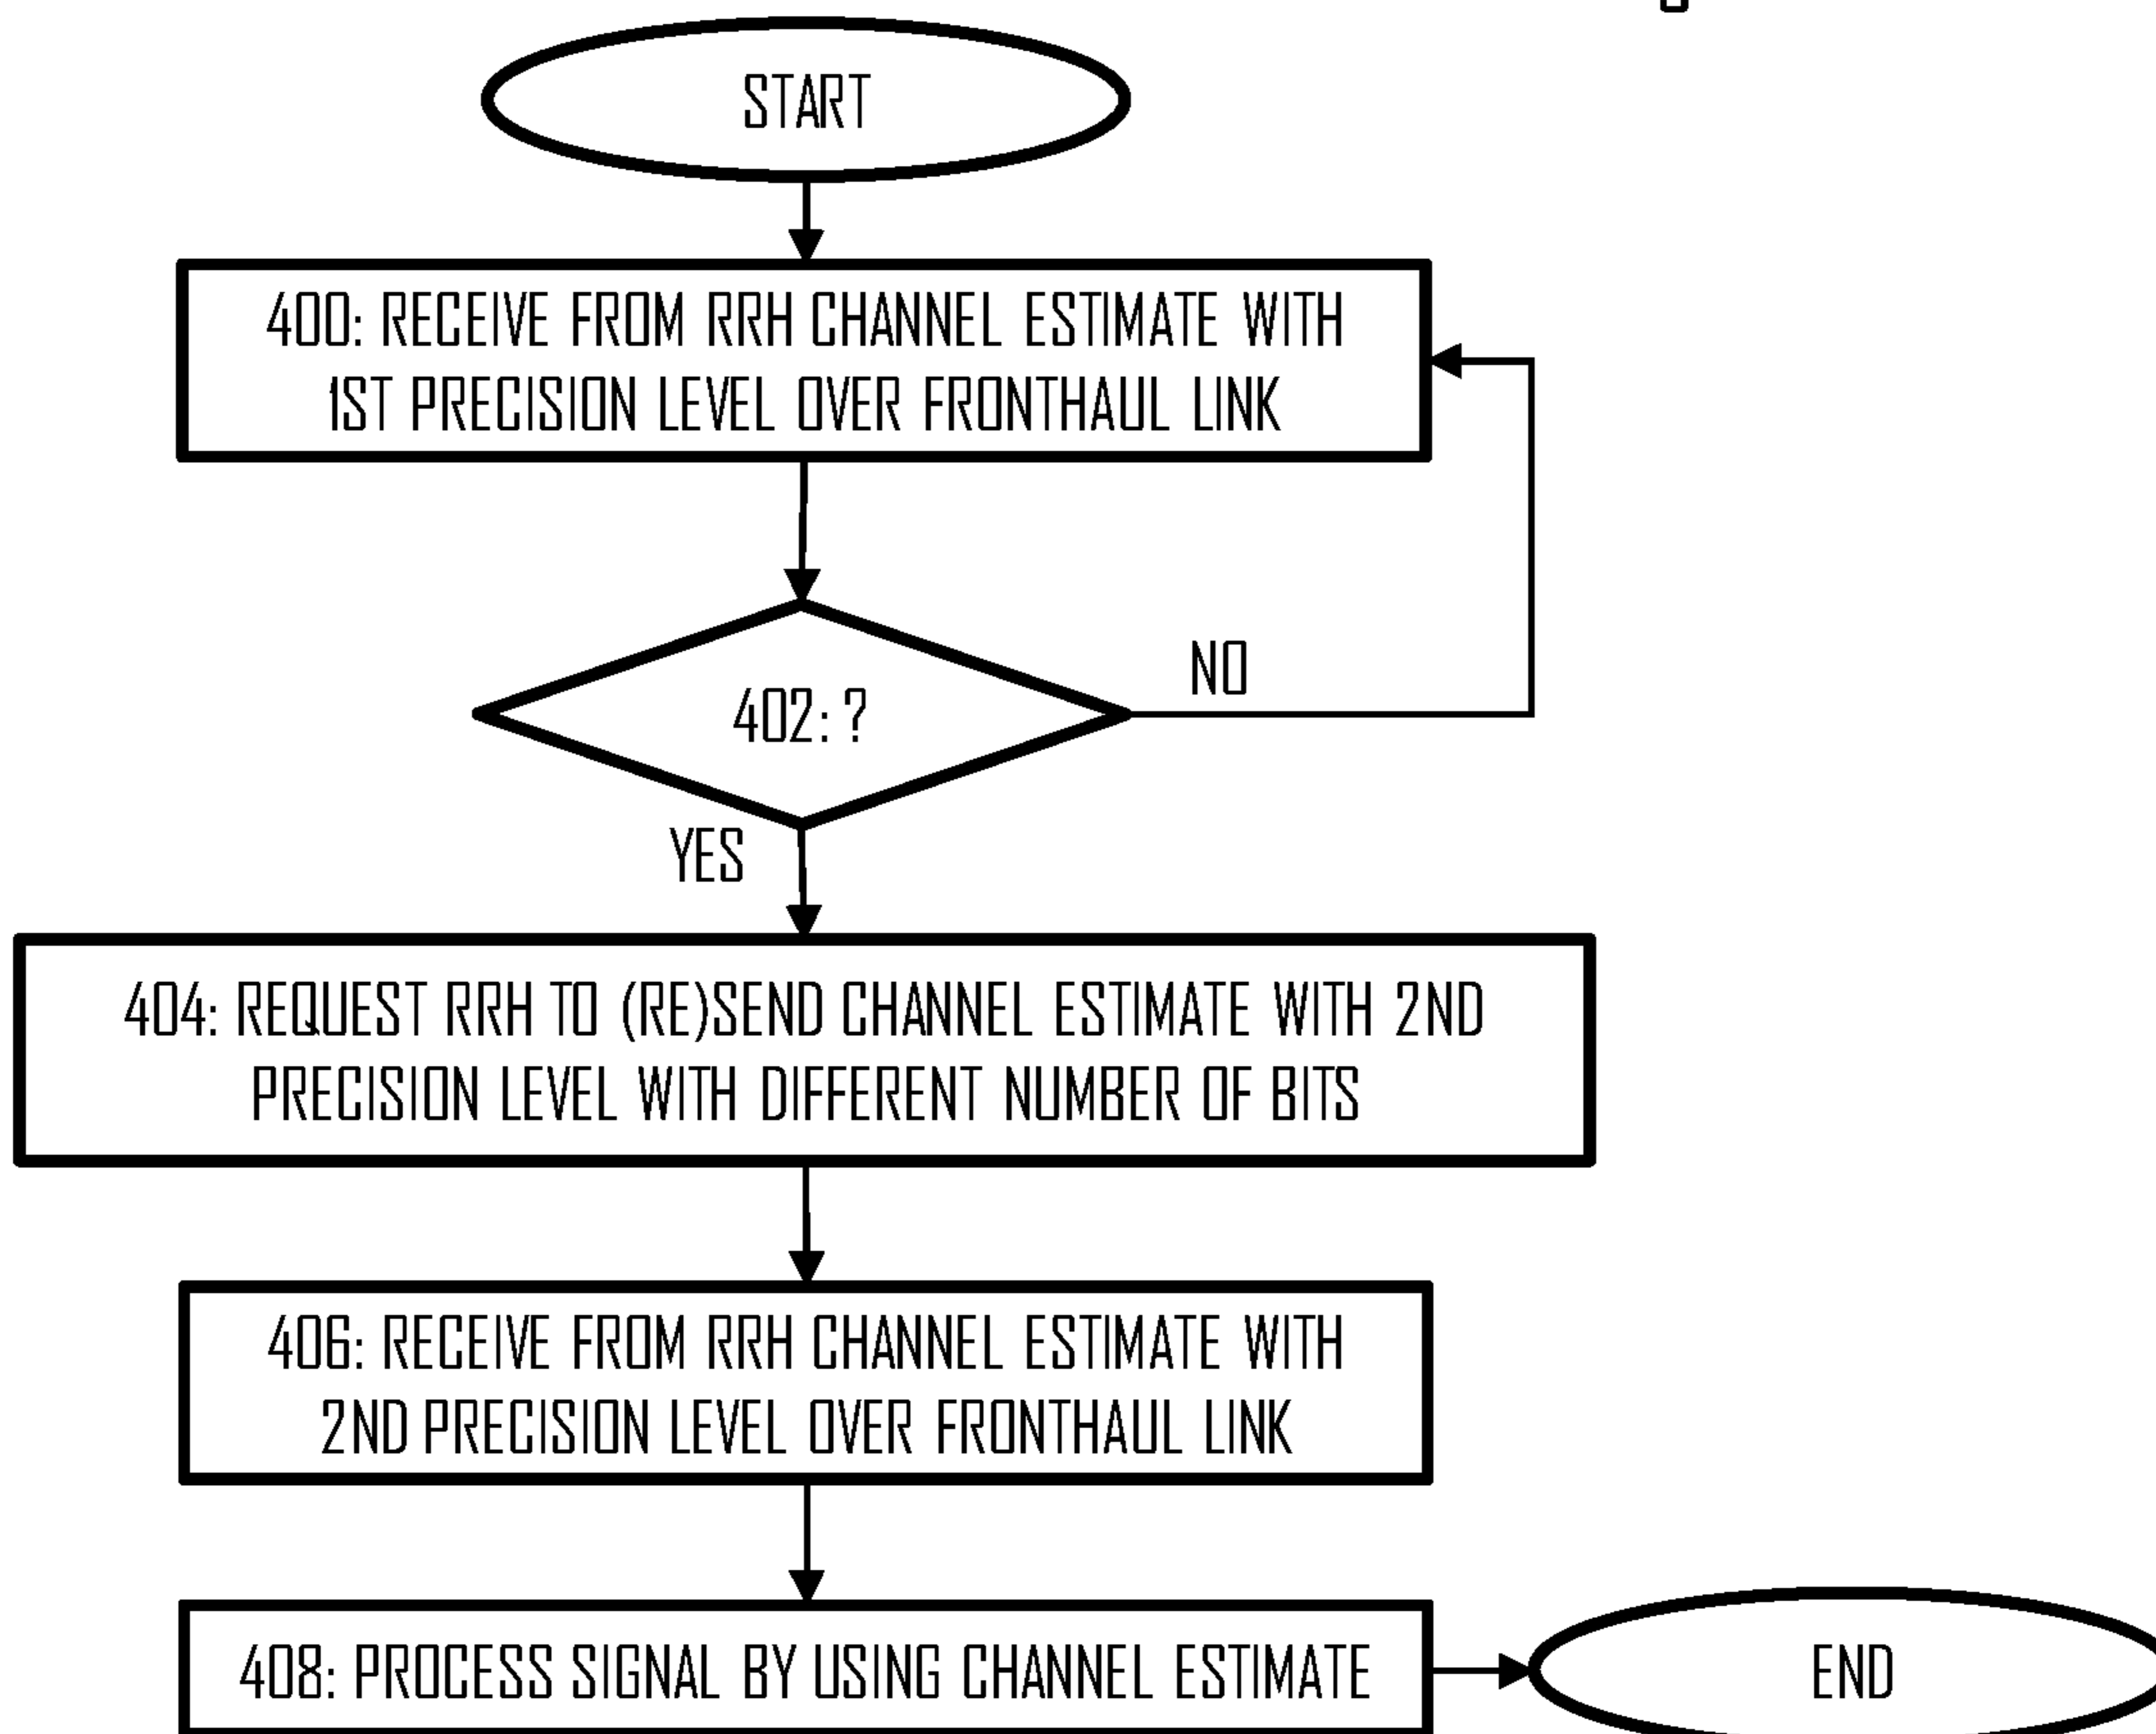 START
400: RECEIVE FROM RRH CHANNEL ESTIMATE WITH
1ST PRECISION LEVEL OVER FRONTHAUL LINK
402: ?
NO
YES
404: REQUEST RRH TO (RE)SEND CHANNEL ESTIMATE WITH 2ND
PRECISION LEVEL WITH DIFFERENT NUMBER OF BITS
406: RECEIVE FROM RRH CHANNEL ESTIMATE WITH
2ND PRECISION LEVEL OVER FRONTHAUL LINK
408: PROCESS SIGNAL BY USING CHANNEL ESTIMATE
END